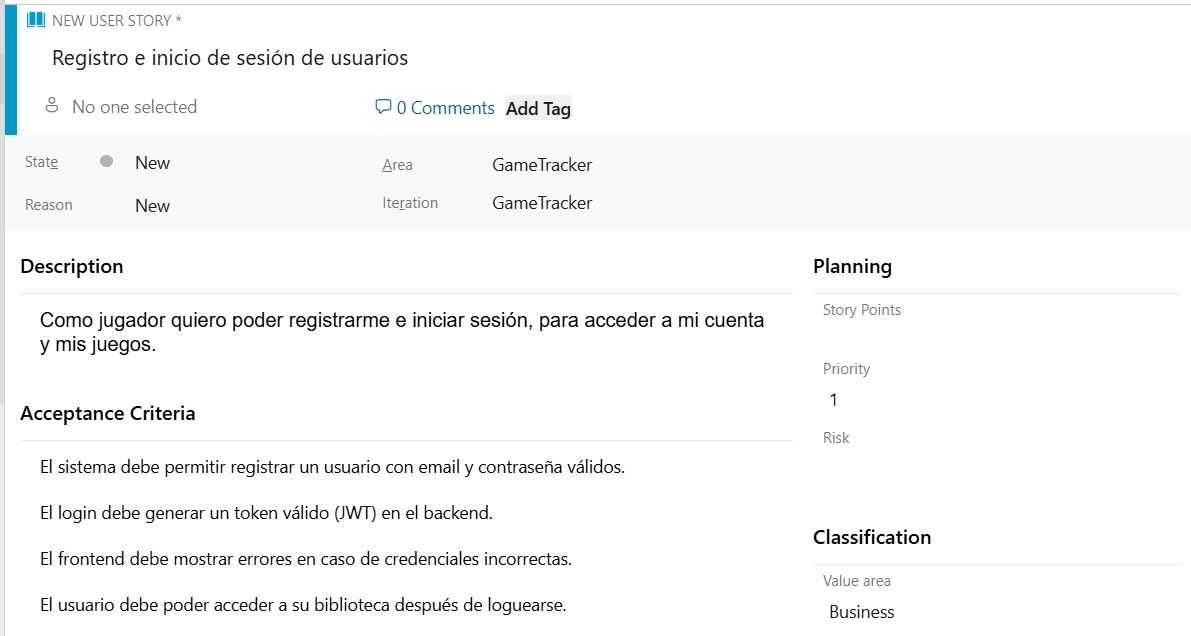 NEW USER STORY *
Registro e inicio de sesión de usuarios
No one selected
0 Comments
Add Tag
State
New
Area
GameTracker
Reason
New
Iteration
GameTracker
Description
Como jugador quiero poder registrarme e iniciar sesión, para acceder a mi cuenta
y mis juegos.
Acceptance Criteria
El sistema debe permitir registrar un usuario con email y contraseña válidos.
El login debe generar un token válido (JWT) en el backend.
El frontend debe mostrar errores en caso de credenciales incorrectas.
El usuario debe poder acceder a su biblioteca después de loguearse.
Planning
Story Points
Priority
1
Risk
Classification
Value area
Business